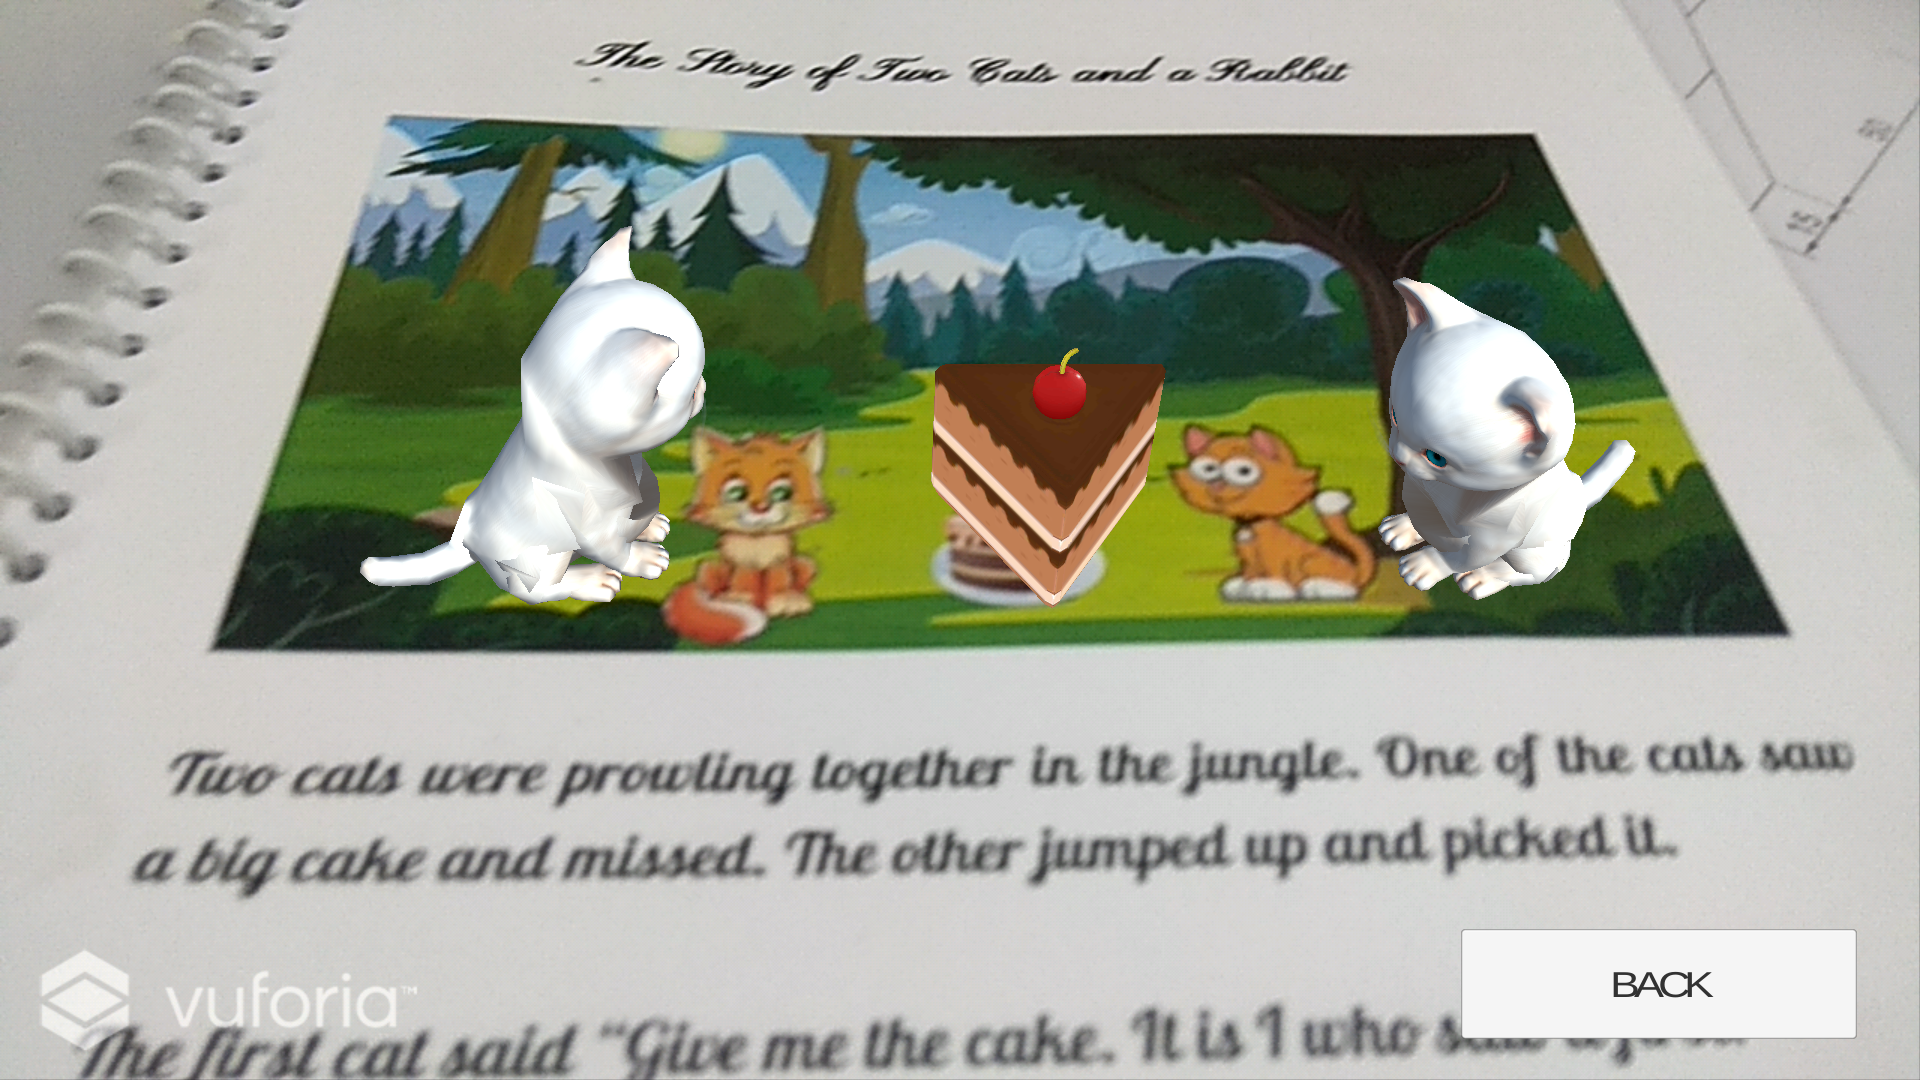 The Story of Two Cats and a Rabbit
Two cats were prowling together in the jungle. One of the cats saw
a big cake and missed. The other jumped up and picked it.
BACK
vuforia™
The first cat said “Give me the cake. It is I who
15